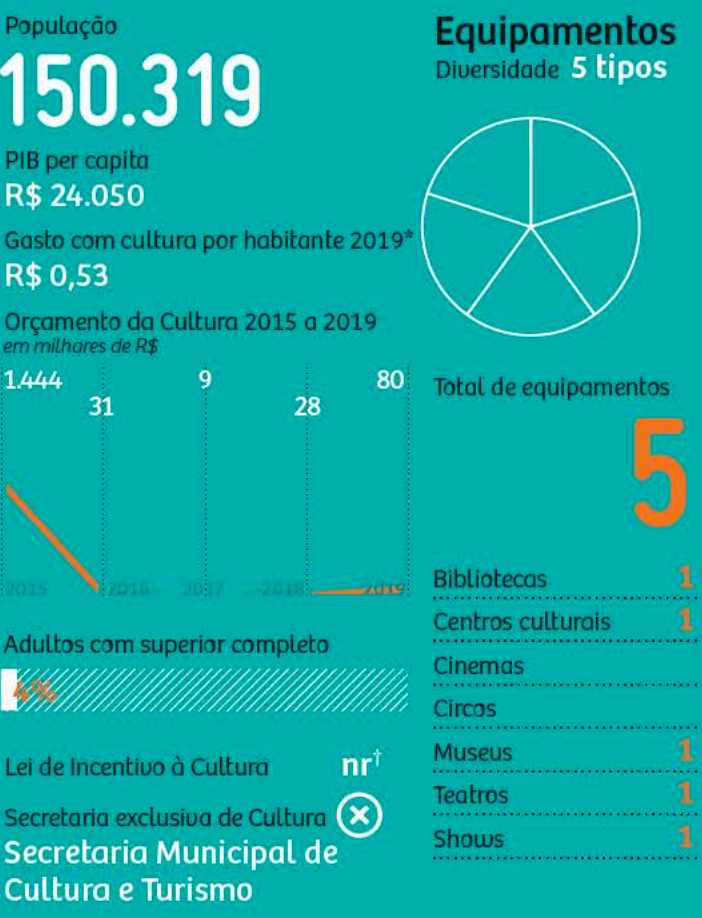 População
150.319
PIB per capita
R$ 24.050
Gasto com cultura por habitante 2019*
R$ 0,53
Orçamento da Cultura 2015 a 2019
em milhares de R$
1.444 31 9 28 80
2015 2016 2017 2018 2019
Adultos com superior completo
4%
Lei de Incentivo à Cultura nr†
Secretaria exclusiva de Cultura
Secretaria Municipal de
Cultura e Turismo
Equipamentos
Diversidade 5 tipos
Total de equipamentos
5
Bibliotecas 1
Centros culturais 1
Cinemas
Circos
Museus 1
Teatros 1
Shows 1